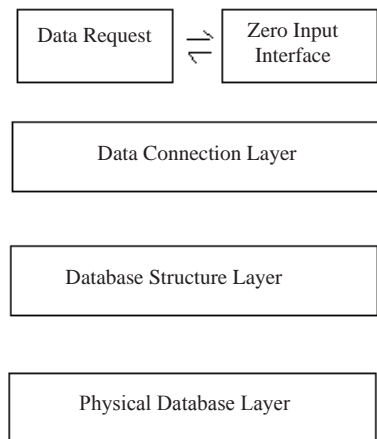 Data Request
Zero Input
Interface
Data Connection Layer
Database Structure Layer
Physical Database Layer